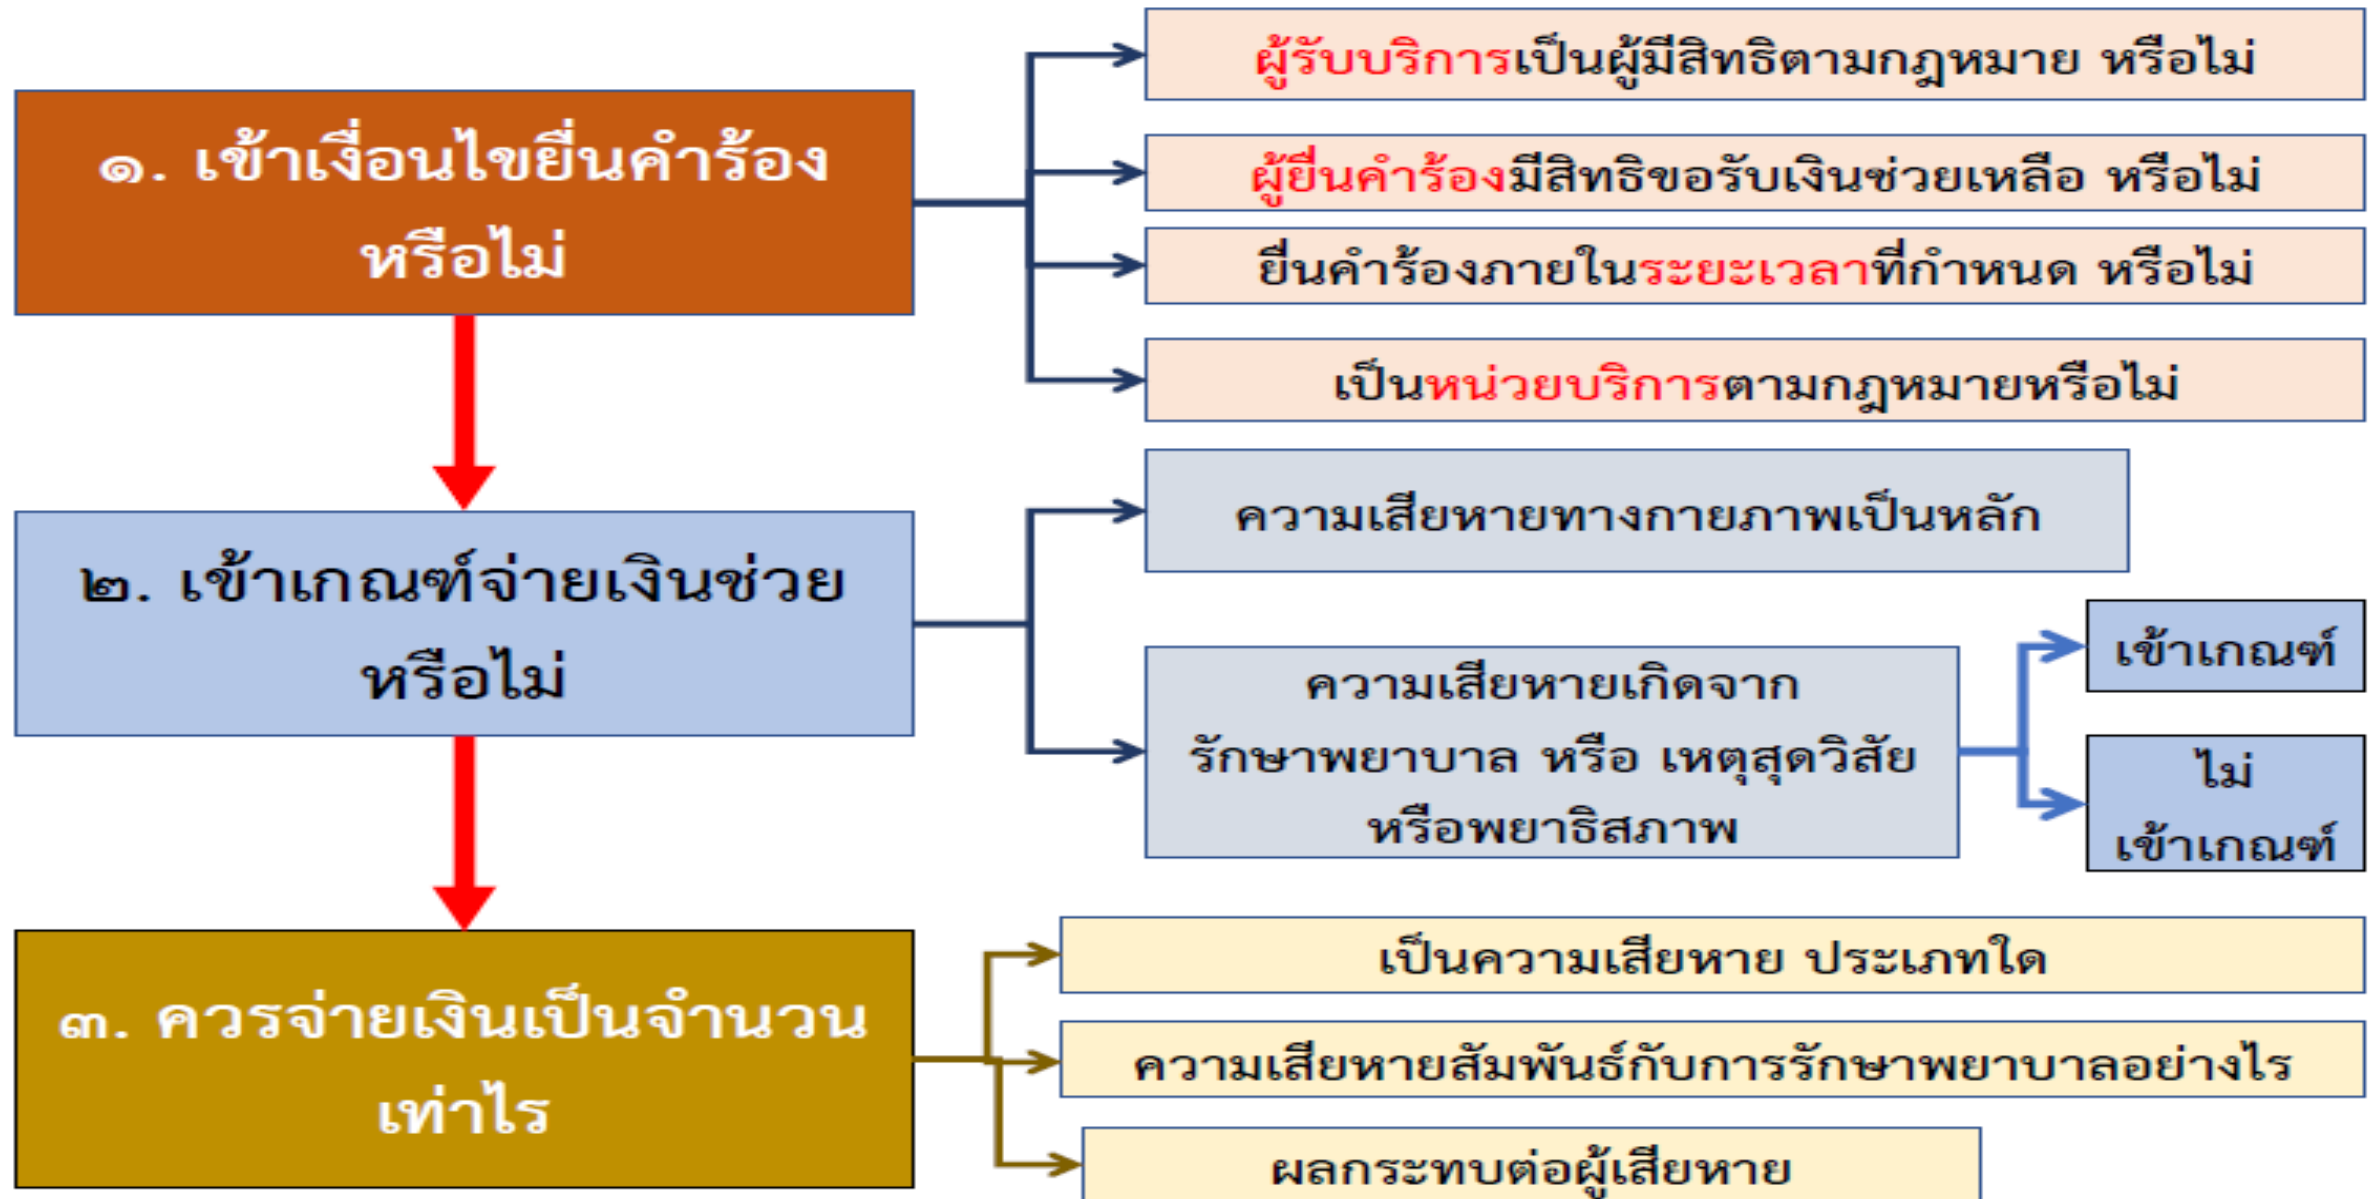 ๑. เข้าเงื่อนไขยื่นคำร้อง
หรือไม่
ผู้รับบริการเป็นผู้มีสิทธิตามกฎหมาย หรือไม่
ผู้ยื่นคำร้องมีสิทธิขอรับเงินช่วยเหลือ หรือไม่
ยื่นคำร้องภายในระยะเวลาที่กำหนด หรือไม่
เป็นหน่วยบริการตามกฎหมายหรือไม่
๒. เข้าเกณฑ์จ่ายเงินช่วย
หรือไม่
ความเสียหายทางกายภาพเป็นหลัก
ความเสียหายเกิดจาก
รักษาพยาบาล หรือ เหตุสุดวิสัย
หรือพยาธิสภาพ
เข้าเกณฑ์
ไม่
เข้าเกณฑ์
๓. ควรจ่ายเงินเป็นจำนวน
เท่าไร
เป็นความเสียหาย ประเภทใด
ความเสียหายสัมพันธ์กับการรักษาพยาบาลอย่างไร
ผลกระทบต่อผู้เสียหาย